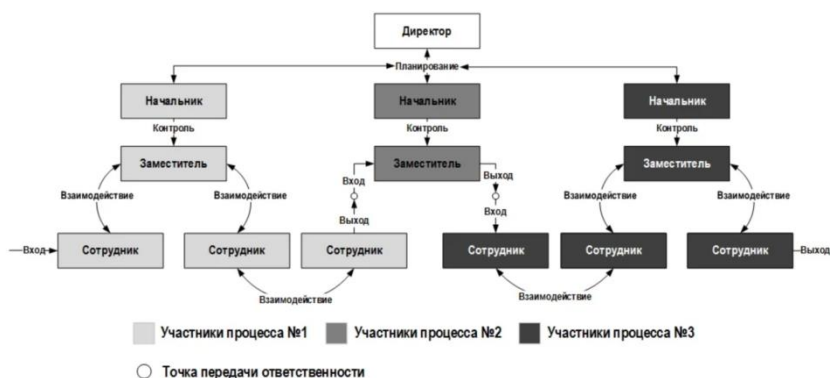 Директор
Планирование
Начальник
Начальник
Начальник
Контроль
Контроль
Контроль
Заместитель
Заместитель
Заместитель
Взаимодействие
Взаимодействие
Вход
Выход
Взаимодействие
Взаимодействие
Выход
Вход
Вход
Сотрудник
Сотрудник
Сотрудник
Сотрудник
Сотрудник
Сотрудник
Выход
Взаимодействие
Взаимодействие
Участники процесса №1
Участники процесса №2
Участники процесса №3
Точка передачи ответственности